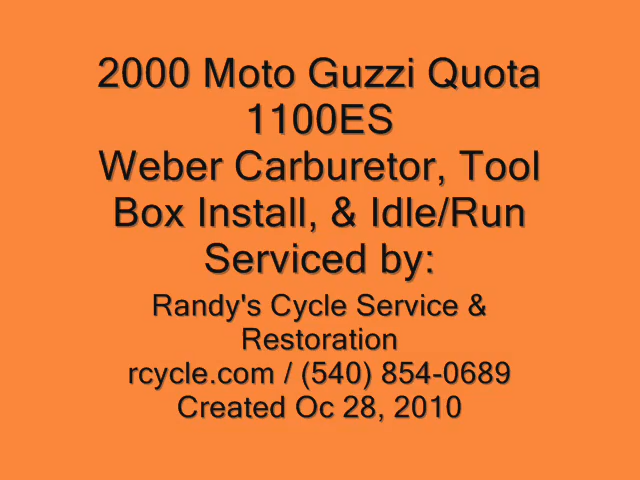 2000 Moto Guzzi Quota
1100ES
Weber Carburetor, Tool
Box Install, & Idle/Run
Serviced by:
Randy's Cycle Service &
Restoration
rcycle.com / (540) 854-0689
Created Oc 28, 2010